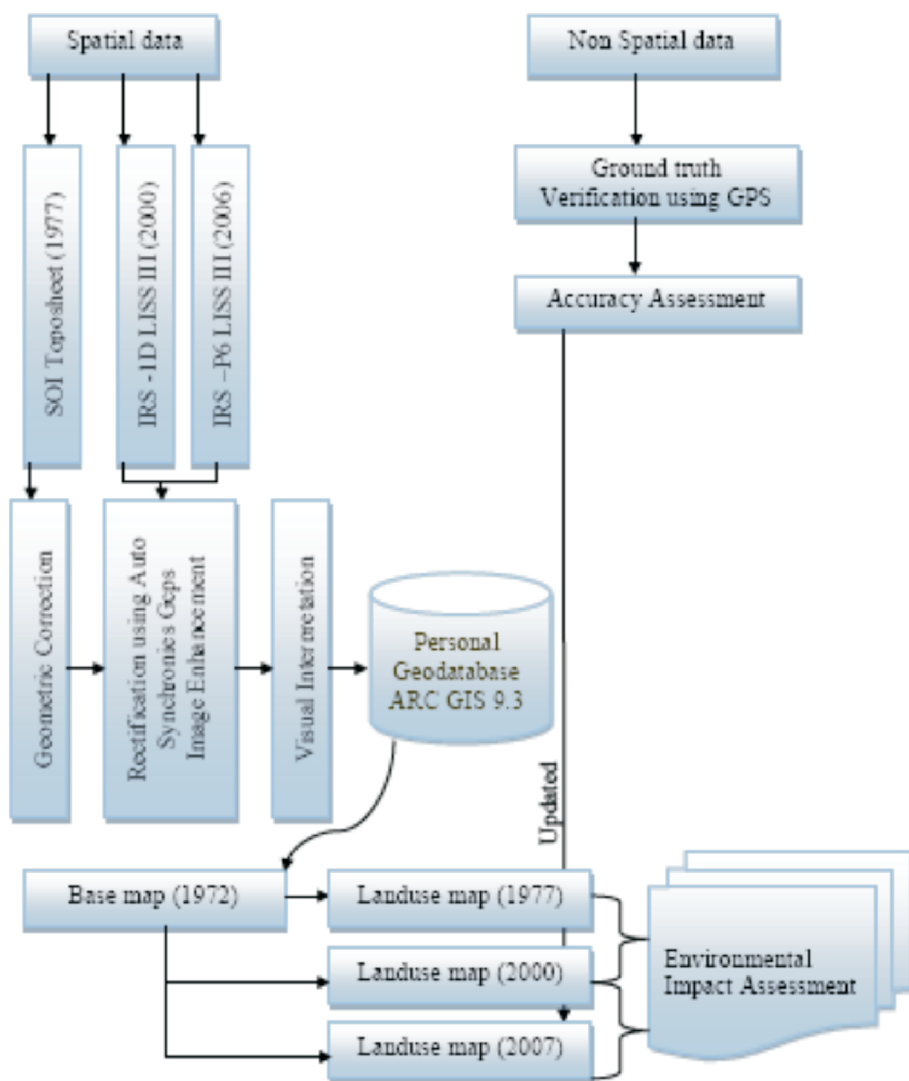 Spatial data
Non Spatial data
SOI Toposheet (1977)
IRS -1D LISS III (2000)
IRS –P6 LISS III (2006)
Ground truth
Verification using GPS
Accuracy Assessment
Geometric Correction
Rectification using Auto
Synchronics Gcps
Image Enhancement
Visual Interpretation
Personal
Geodatabase
ARC GIS 9.3
Updated
Base map (1972)
Landuse map (1977)
Landuse map (2000)
Landuse map (2007)
Environmental
Impact Assessment